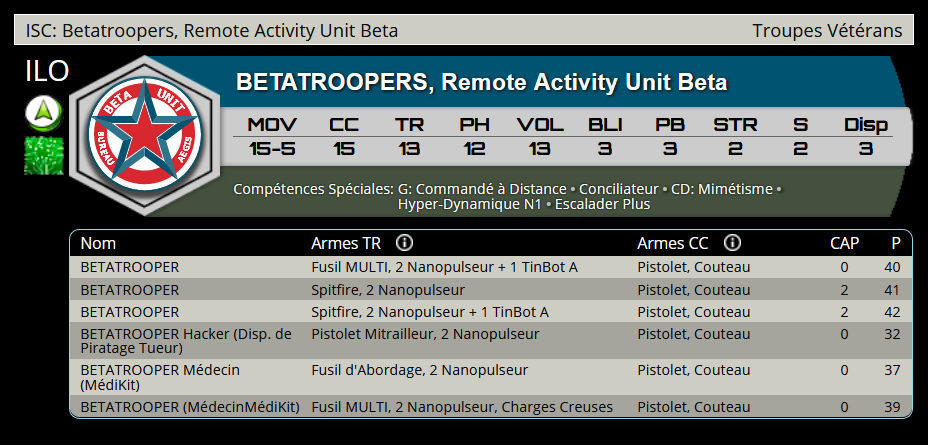 ISC: Betatroopers, Remote Activity Unit Beta Troupes Vétérans
ILO
BETA UNIT
BUREAU AEGIS
BETATROOPERS, Remote Activity Unit Beta
MOV CC TR PH VOL BLI PB STR S Disp
15-5 15 13 12 13 3 3 2 2 3
Compétences Spéciales: G: Commandé à Distance • Conciliateur • CD: Mimétisme •
Hyper-Dynamique N1 • Escalader Plus
Nom Armes TR Armes CC CAP P
BETATROOPER Fusil MULTI, 2 Nanopulseur + 1 TinBot A Pistolet, Couteau 0 40
BETATROOPER Spitfire, 2 Nanopulseur Pistolet, Couteau 2 41
BETATROOPER Spitfire, 2 Nanopulseur + 1 TinBot A Pistolet, Couteau 2 42
BETATROOPER Hacker (Disp. de Pistolet Mitrailleur, 2 Nanopulseur Pistolet, Couteau 0 32
Piratage Tueur)
BETATROOPER Médecin Fusil d'Abordage, 2 Nanopulseur Pistolet, Couteau 0 37
(MédiKit)
BETATROOPER (MédecinMédiKit) Fusil MULTI, 2 Nanopulseur, Charges Creuses Pistolet, Couteau 0 39